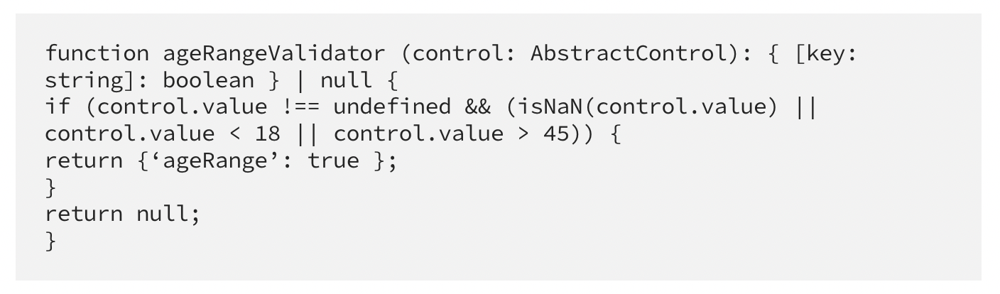 function ageRangeValidator (control: AbstractControl): { [key:
string]: boolean } | null {
if (control.value !== undefined && (isNaN(control.value) ||
control.value < 18 || control.value > 45)) {
return {‘ageRange’: true };
}
return null;
}